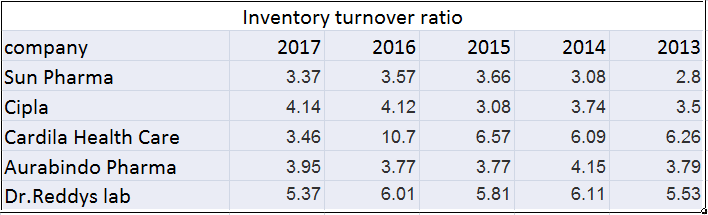 Inventory turnover ratio
company 2017 2016 2015 2014 2013
Sun Pharma 3.37 3.57 3.66 3.08 2.8
Cipla 4.14 4.12 3.08 3.74 3.5
Cardila Health Care 3.46 10.7 6.57 6.09 6.26
Aurabindo Pharma 3.95 3.77 3.77 4.15 3.79
Dr.Reddys lab 5.37 6.01 5.81 6.11 5.53